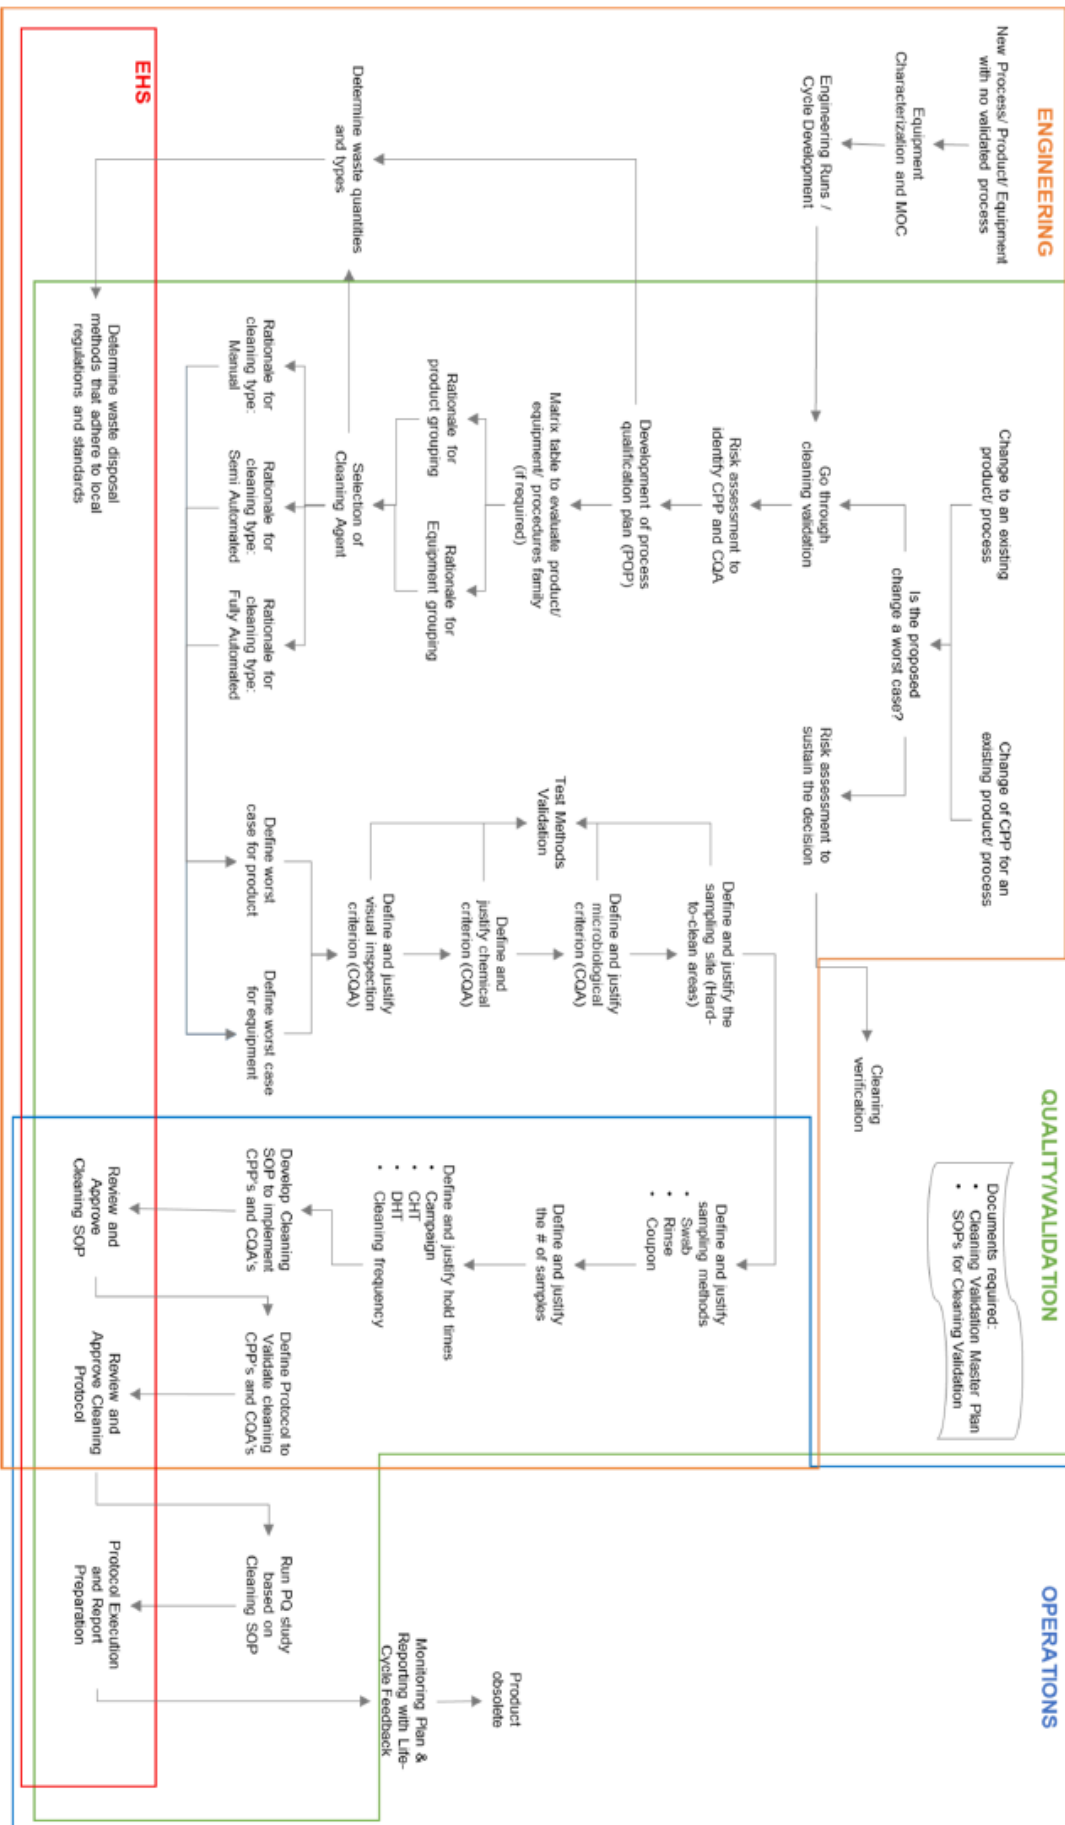 ENGINEERING
QUALITY/VALIDATION
OPERATIONS
EHS
New Process/ Product/ Equipment
with no validated process
Equipment
Characterization and MOC
Engineering Runs /
Cycle Development
Determine waste quantities
and types
Change to an existing
product/ process
Change of CPP for an
existing product/ process
Is the proposed
change a worst case?
Go through
cleaning validation
Risk assessment to
sustain the decision
Cleaning
verification
Documents required:
• Cleaning Validation Master Plan
• SOPs for Cleaning Validation
Risk assessment to
identify CPP and CQA
Development of process
qualification plan (PQP)
Matrix table to evaluate product/
equipment/ procedures family
(if required)
Rationale for
product grouping
Rationale for
Equipment grouping
Selection of
Cleaning Agent
Rationale for
cleaning type:
Manual
Rationale for
cleaning type:
Semi Automated
Rationale for
cleaning type:
Fully Automated
Determine waste disposal
methods that adhere to local
regulations and standards
Define worst
case for product
Define worst case
for equipment
Define and justify
visual inspection
criterion (CQA)
Define and
justify chemical
criterion (CQA)
Define and justify
microbiological
criterion (CQA)
Define and justify the
sampling site (Hard-
to-clean areas)
Test Methods
Validation
Define and justify
sampling methods
• Swab
• Rinse
• Coupon
Define and justify
the # of samples
Define and justify hold times
• Campaign
• CHT
• DHT
• Cleaning frequency
Develop Cleaning
SOP to implement
CPP's and CQA's
Review and
Approve
Cleaning SOP
Define Protocol to
Validate cleaning
CPP's and CQA's
Review and
Approve Cleaning
Protocol
Run PQ study
based on
Cleaning SOP
Protocol Execution
and Report
Preparation
Monitoring Plan &
Reporting with Life-
Cycle Feedback
Product
obsolete